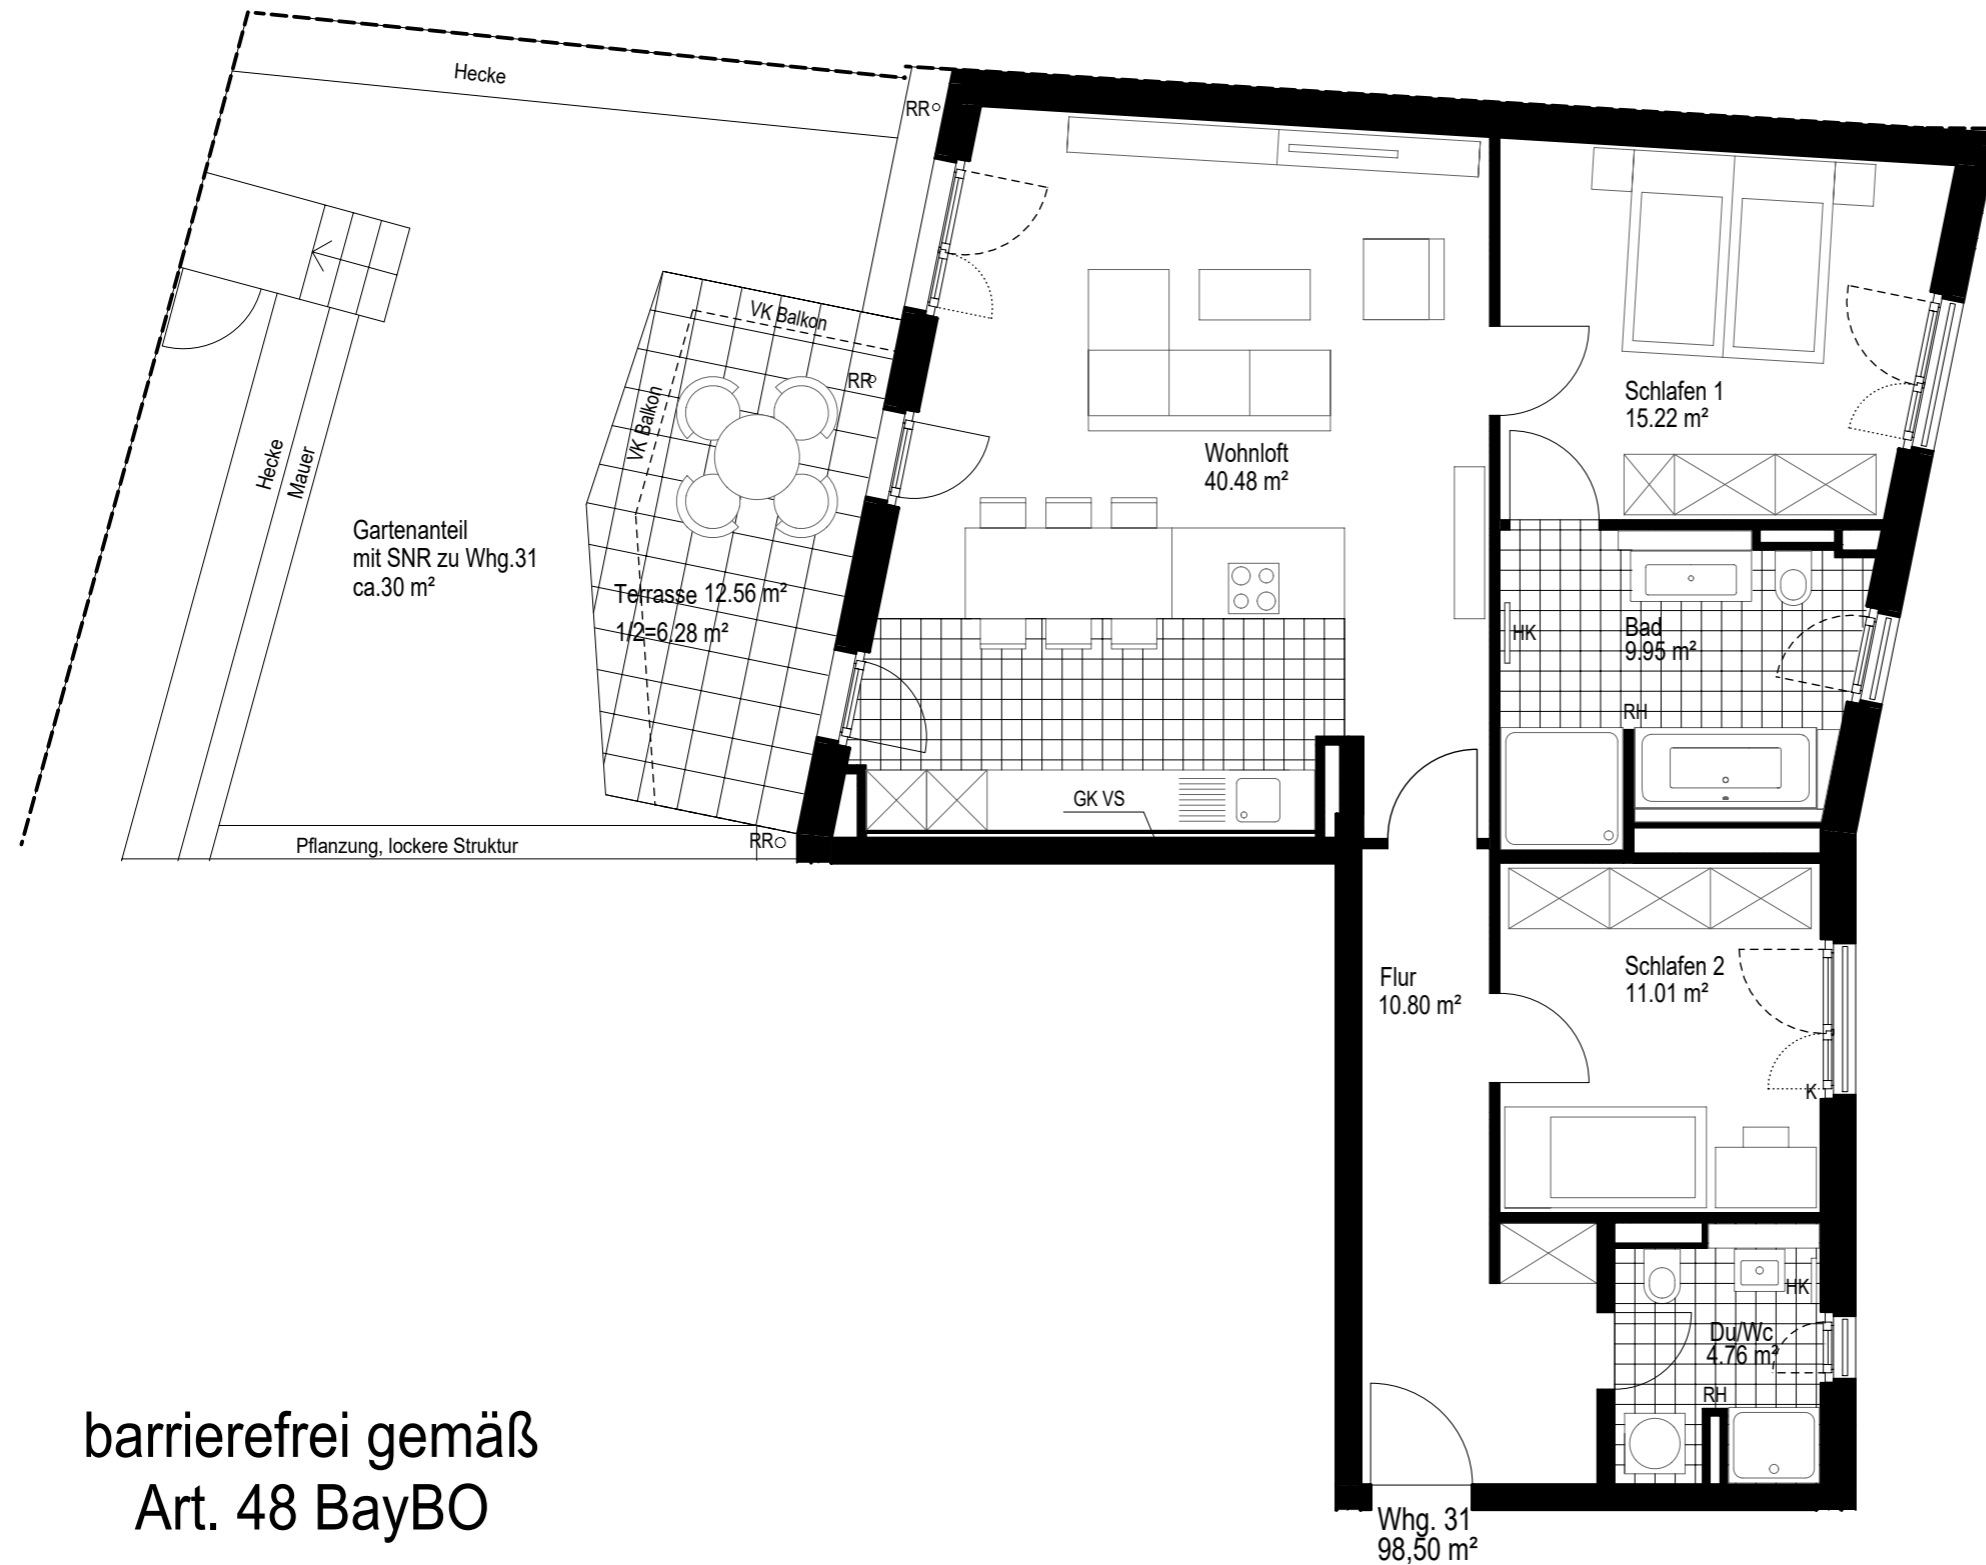 Hecke
RR
VK Balkon
RR
VK Balkon
Hecke
Mauer
Gartenanteil
mit SNR zu Whg.31
ca.30 m²
Terrasse 12.56 m²
1/2=6.28 m²
Pflanzung, lockere Struktur
RR
Wohnloft
40.48 m²
GK VS
Schlafen 1
15.22 m²
HK
Bad
9.95 m²
RH
Flur
10.80 m²
Schlafen 2
11.01 m²
K
HK
Du/Wc
4.76 m²
RH
Whg. 31
98,50 m²
barrierefrei gemäß
Art. 48 BayBO